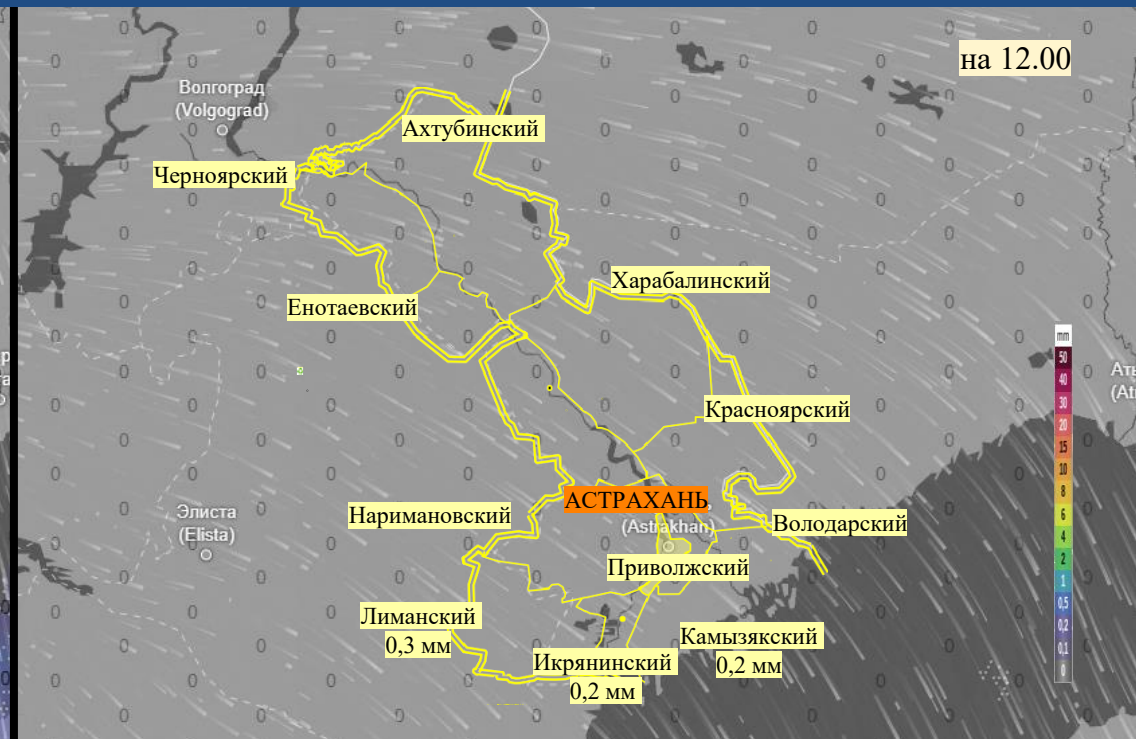 на 12.00
Волгоград
(Volgograd)
Ахтубинский
Черноярский
Харабалинский
Енотаевский
mm
50
40
30
20
15
10
8
6
4
2
1
0,5
0,2
0,1
0
Красноярский
АСТРАХАНЬ
(Astrakhan)
Наримановский
Элиста
(Elista)
Володарский
Приволжский
Лиманский
0,3 мм
Камызякский
0,2 мм
Икрянинский
0,2 мм